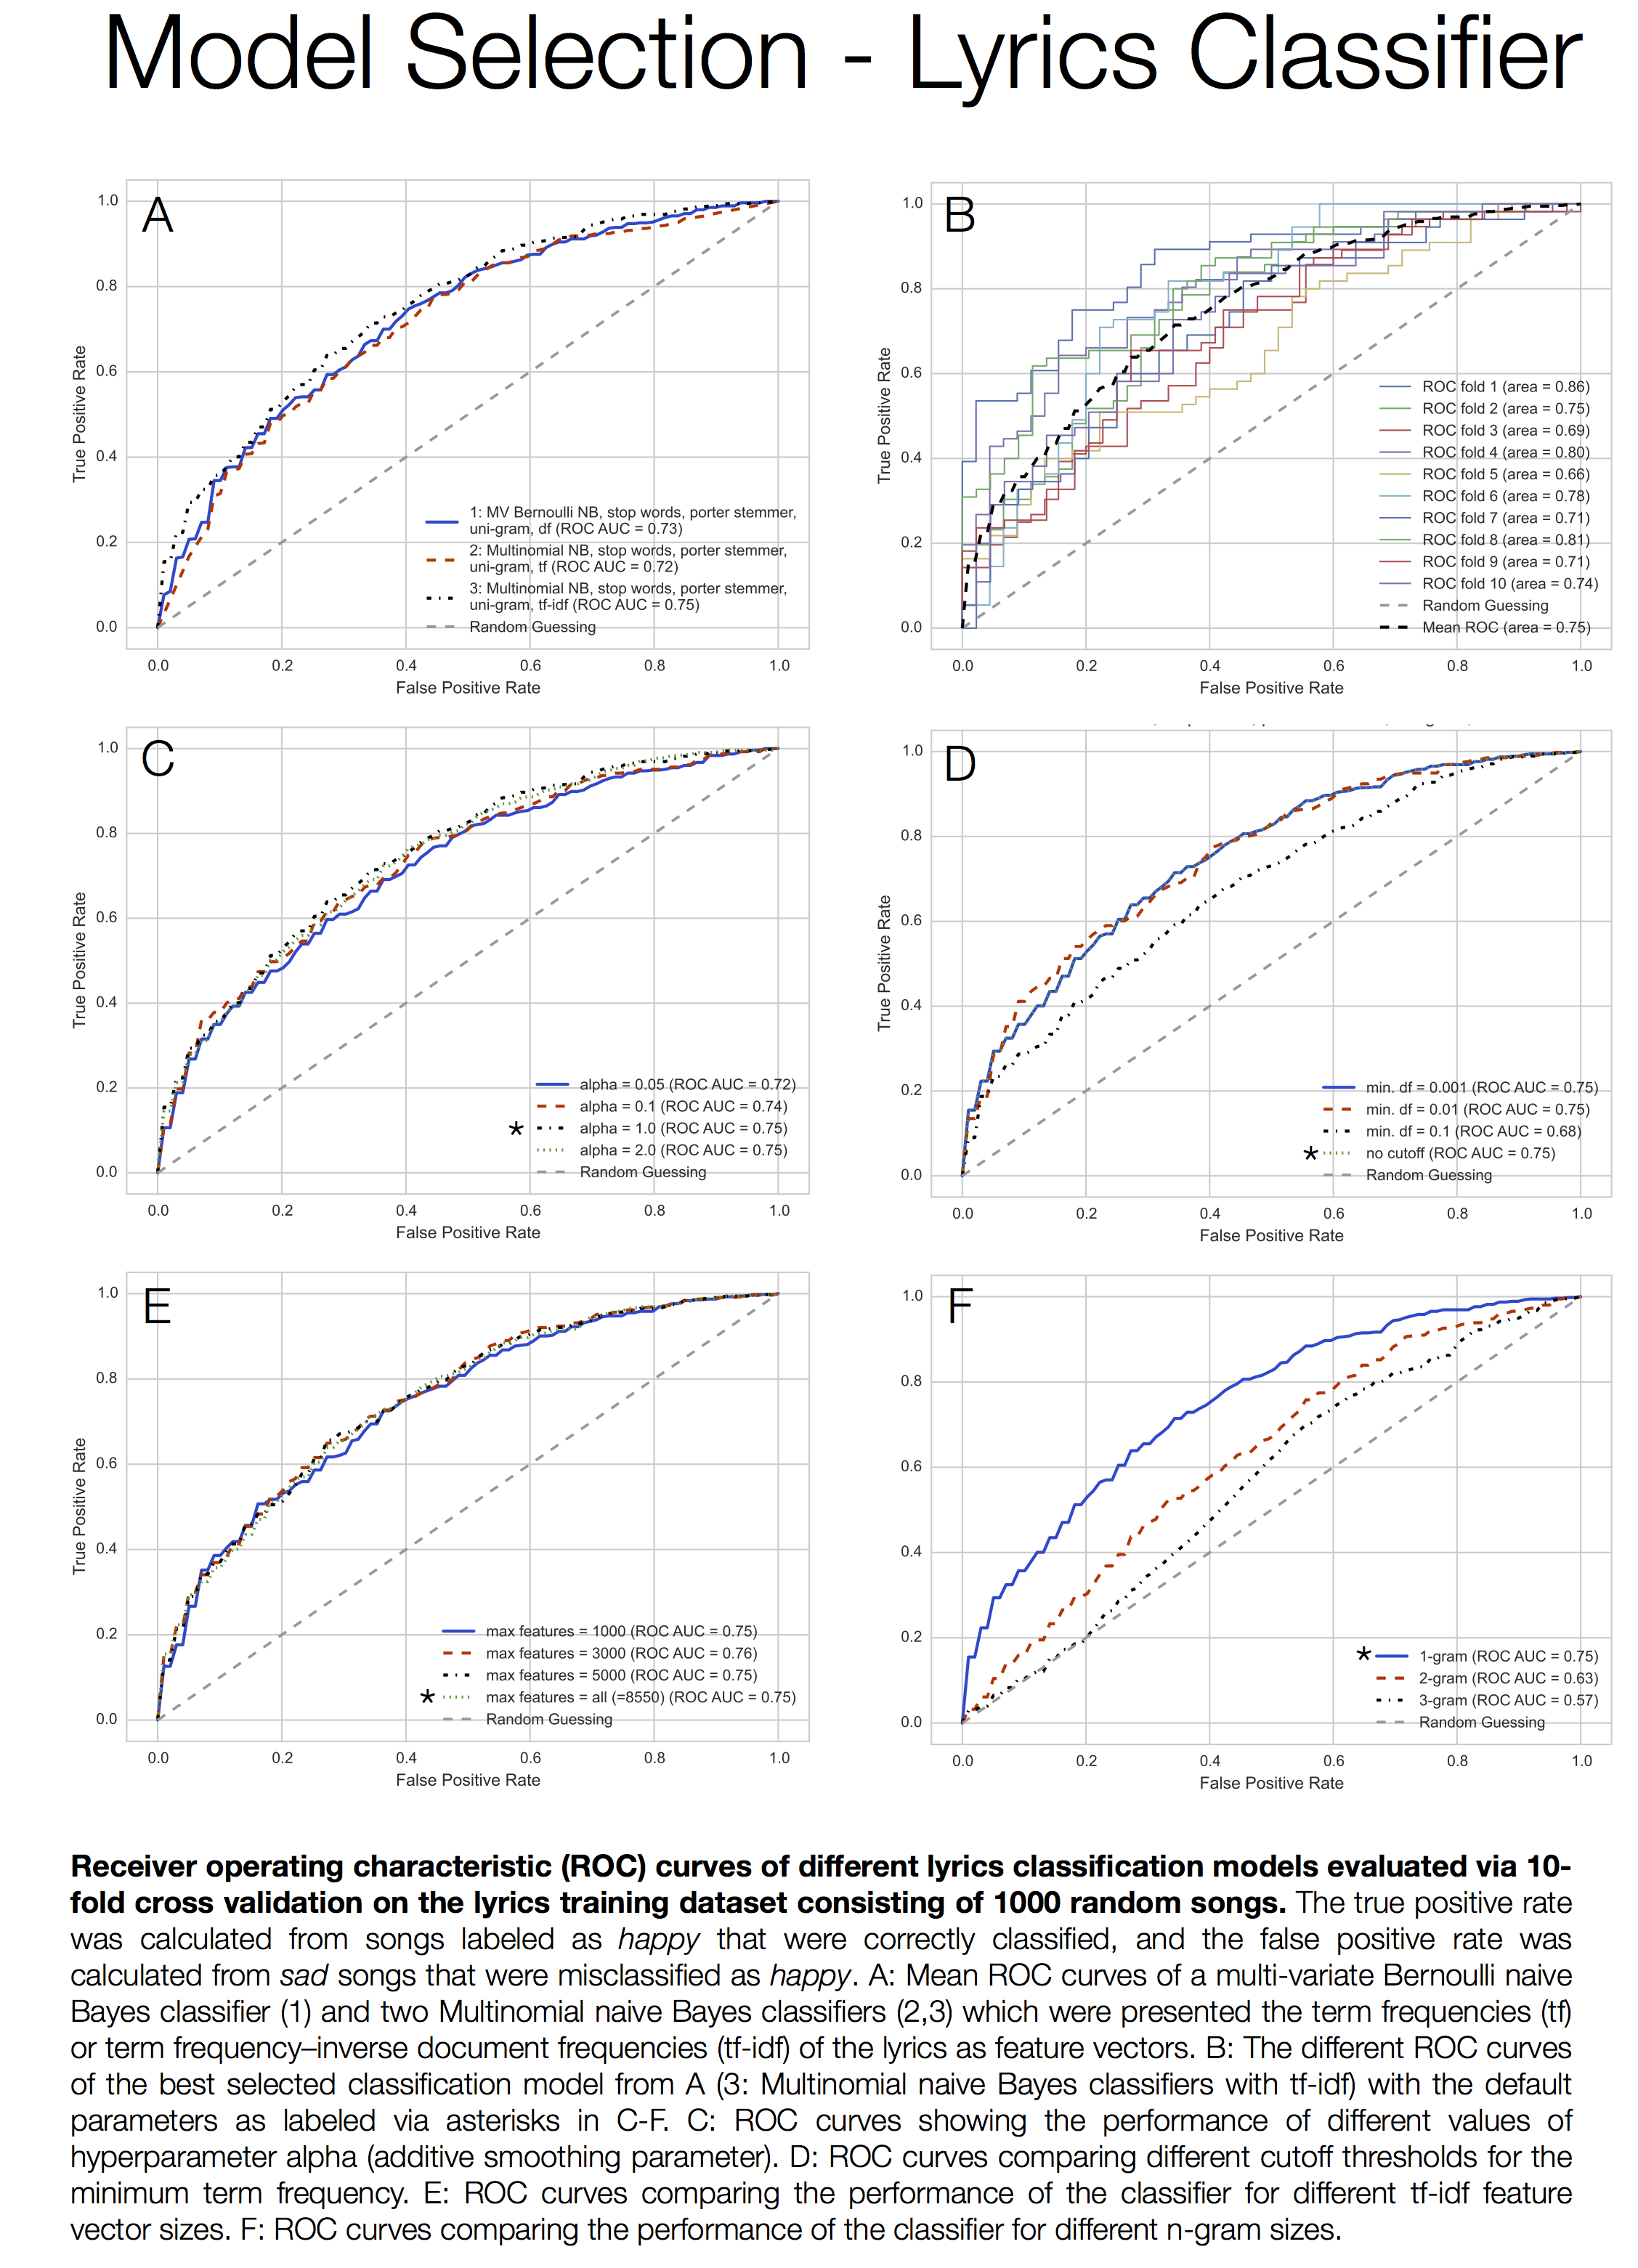 Model Selection - Lyrics Classifier
A
1.0
0.8
0.6
0.4
0.2
0.0
True Positive Rate
1: MV Bernoulli NB, stop words, porter stemmer,
uni-gram, df (ROC AUC = 0.73)
2: Multinomial NB, stop words, porter stemmer,
uni-gram, tf (ROC AUC = 0.72)
3: Multinomial NB, stop words, porter stemmer,
uni-gram, tf-idf (ROC AUC = 0.75)
Random Guessing
0.0 0.2 0.4 0.6 0.8 1.0
False Positive Rate
B
1.0
0.8
0.6
0.4
0.2
0.0
True Positive Rate
ROC fold 1 (area = 0.86)
ROC fold 2 (area = 0.75)
ROC fold 3 (area = 0.69)
ROC fold 4 (area = 0.80)
ROC fold 5 (area = 0.66)
ROC fold 6 (area = 0.78)
ROC fold 7 (area = 0.71)
ROC fold 8 (area = 0.81)
ROC fold 9 (area = 0.71)
ROC fold 10 (area = 0.74)
Random Guessing
Mean ROC (area = 0.75)
0.0 0.2 0.4 0.6 0.8 1.0
False Positive Rate
C
1.0
0.8
0.6
0.4
0.2
0.0
True Positive Rate
alpha = 0.05 (ROC AUC = 0.72)
alpha = 0.1 (ROC AUC = 0.74)
* alpha = 1.0 (ROC AUC = 0.75)
alpha = 2.0 (ROC AUC = 0.75)
Random Guessing
0.0 0.2 0.4 0.6 0.8 1.0
False Positive Rate
D
1.0
0.8
0.6
0.4
0.2
0.0
True Positive Rate
min. df = 0.001 (ROC AUC = 0.75)
min. df = 0.01 (ROC AUC = 0.75)
min. df = 0.1 (ROC AUC = 0.68)
* no cutoff (ROC AUC = 0.75)
Random Guessing
0.0 0.2 0.4 0.6 0.8 1.0
False Positive Rate
E
1.0
0.8
0.6
0.4
0.2
0.0
True Positive Rate
max features = 1000 (ROC AUC = 0.75)
max features = 3000 (ROC AUC = 0.76)
max features = 5000 (ROC AUC = 0.75)
* max features = all (=8550) (ROC AUC = 0.75)
Random Guessing
0.0 0.2 0.4 0.6 0.8 1.0
False Positive Rate
F
1.0
0.8
0.6
0.4
0.2
0.0
True Positive Rate
* 1-gram (ROC AUC = 0.75)
2-gram (ROC AUC = 0.63)
3-gram (ROC AUC = 0.57)
Random Guessing
0.0 0.2 0.4 0.6 0.8 1.0
False Positive Rate
Receiver operating characteristic (ROC) curves of different lyrics classification models evaluated via 10-
fold cross validation on the lyrics training dataset consisting of 1000 random songs. The true positive rate
was calculated from songs labeled as happy that were correctly classified, and the false positive rate was
calculated from sad songs that were misclassified as happy. A: Mean ROC curves of a multi-variate Bernoulli naive
Bayes classifier (1) and two Multinomial naive Bayes classifiers (2,3) which were presented the term frequencies (tf)
or term frequency–inverse document frequencies (tf-idf) of the lyrics as feature vectors. B: The different ROC curves
of the best selected classification model from A (3: Multinomial naive Bayes classifiers with tf-idf) with the default
parameters as labeled via asterisks in C-F. C: ROC curves showing the performance of different values of
hyperparameter alpha (additive smoothing parameter). D: ROC curves comparing different cutoff thresholds for the
minimum term frequency. E: ROC curves comparing the performance of the classifier for different tf-idf feature
vector sizes. F: ROC curves comparing the performance of the classifier for different n-gram sizes.